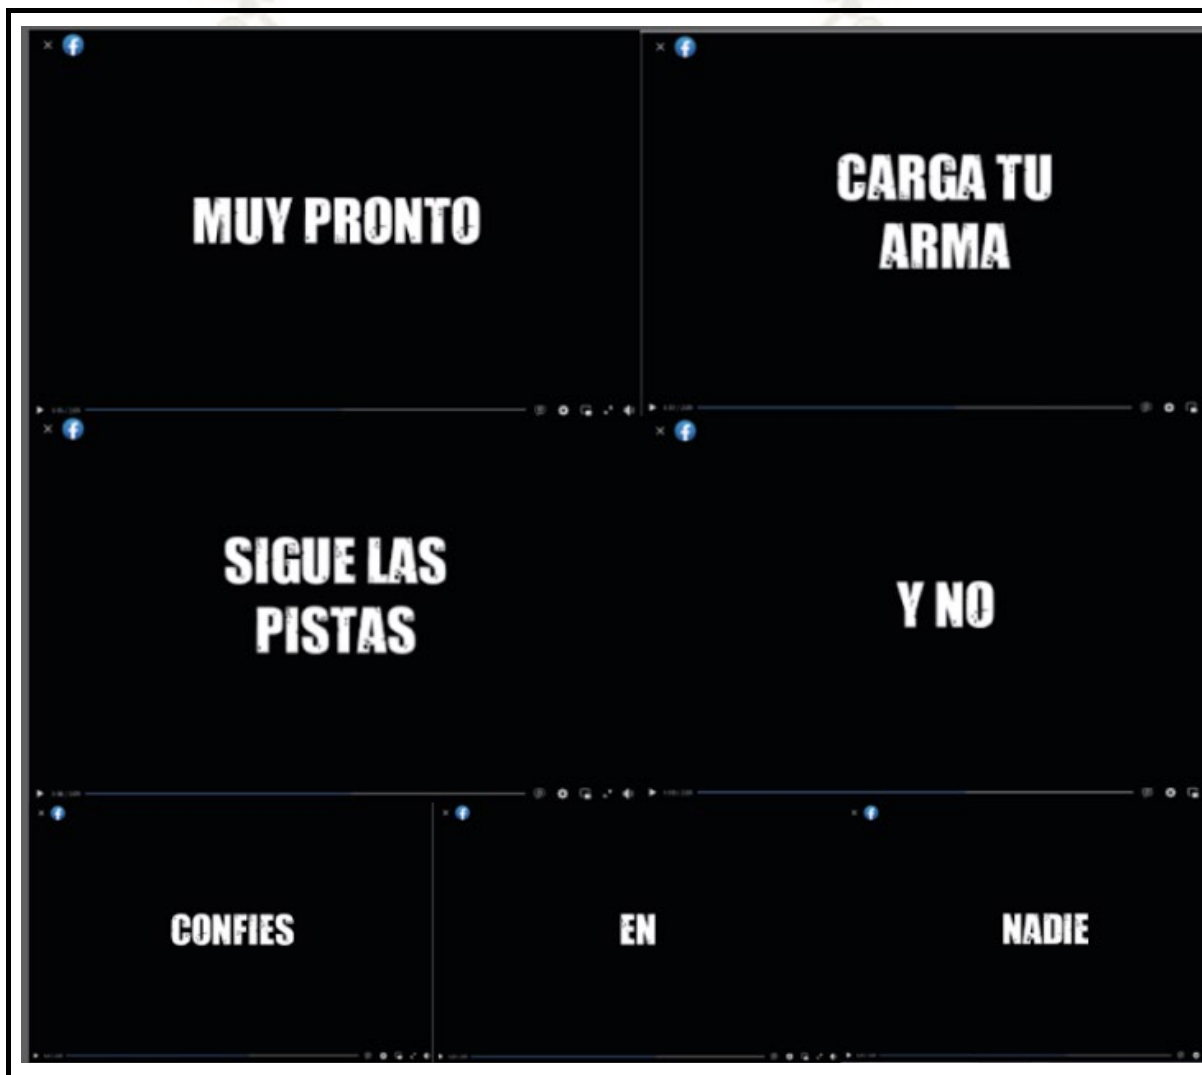 MUY PRONTO
CARGA TU
ARMA
SIGUE LAS
PISTAS
Y NO
CONFIES
EN
NADIE